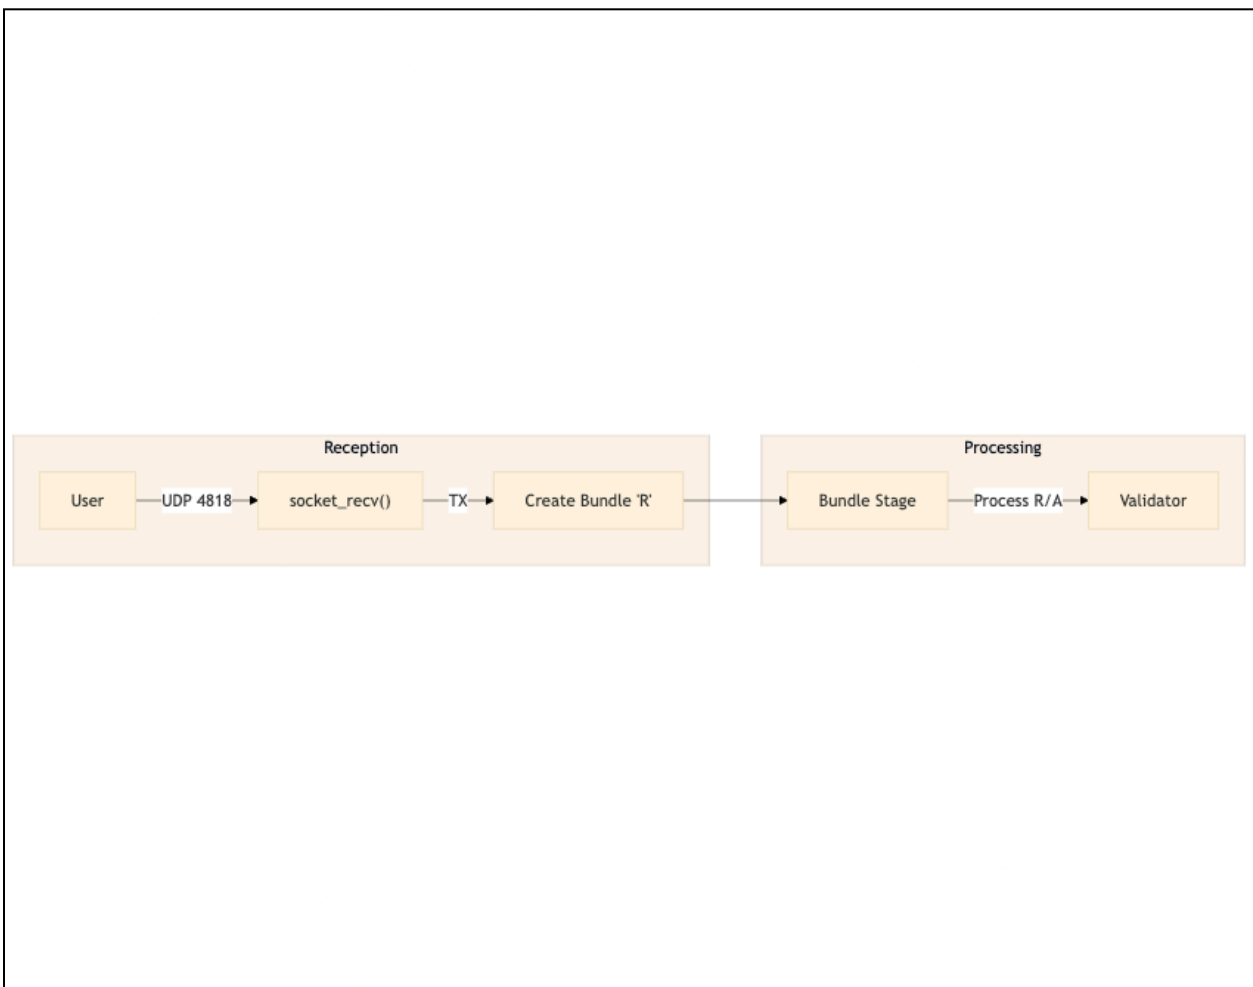 Reception
User
UDP 4818
socket_recv()
TX
Create Bundle 'R'
Processing
Bundle Stage
Process R/A
Validator